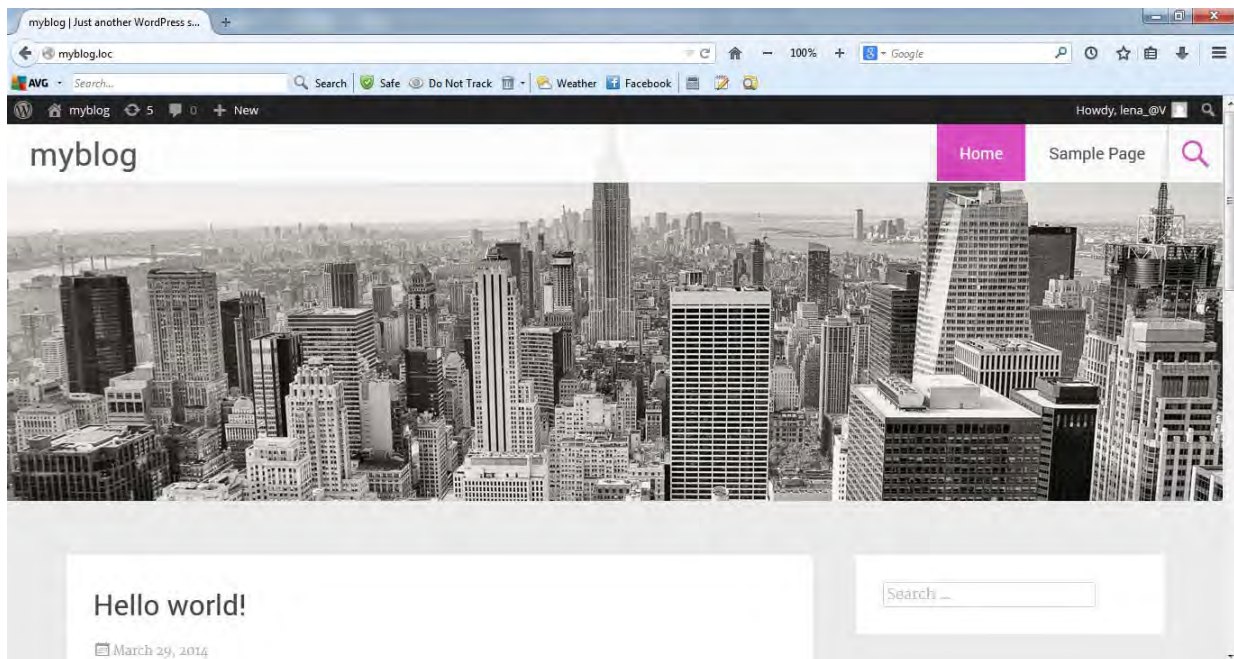 myblog | Just another WordPress s...
myblog.loc 100% Google
AVG Search... Search Safe Do Not Track Weather Facebook
myblog 5 0 New Howdy, lena_@V
myblog Home Sample Page
Hello world!
Search ...
March 29, 2014